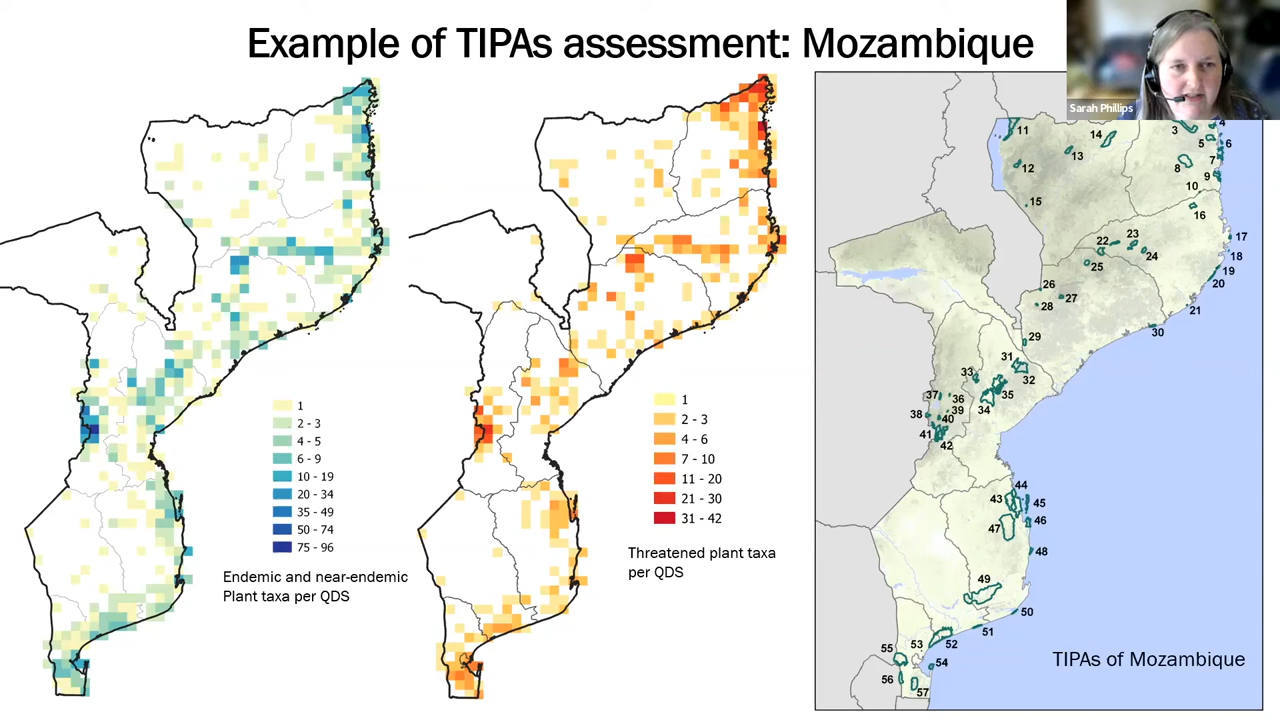 Example of TIPAs assessment: Mozambique
Sarah Phillips
1
2 - 3
4 - 5
6 - 9
10 - 19
20 - 34
35 - 49
50 - 74
75 - 96
Endemic and near-endemic
Plant taxa per QDS
1
2 - 3
4 - 6
7 - 10
11 - 20
21 - 30
31 - 42
Threatened plant taxa
per QDS
3
4
5
6
7
8
9
10
11
12
13
14
15
16
17
18
19
20
21
22
23
24
25
26
27
28
29
30
31
32
33
34
35
36
37
38
39
40
41
42
43
44
45
46
47
48
49
50
51
52
53
54
55
56
57
TIPAs of Mozambique